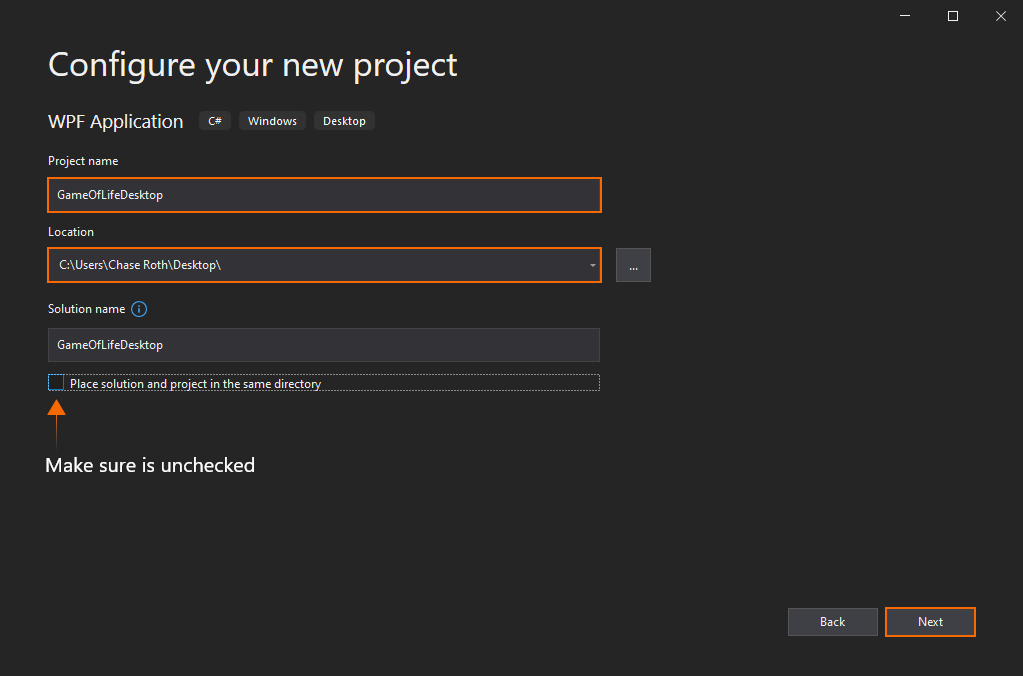 Configure your new project
WPF Application C# Windows Desktop
Project name
GameOfLifeDesktop
Location
C:\Users\Chase Roth\Desktop\
...
Solution name
GameOfLifeDesktop
Place solution and project in the same directory
Make sure is unchecked
Back Next